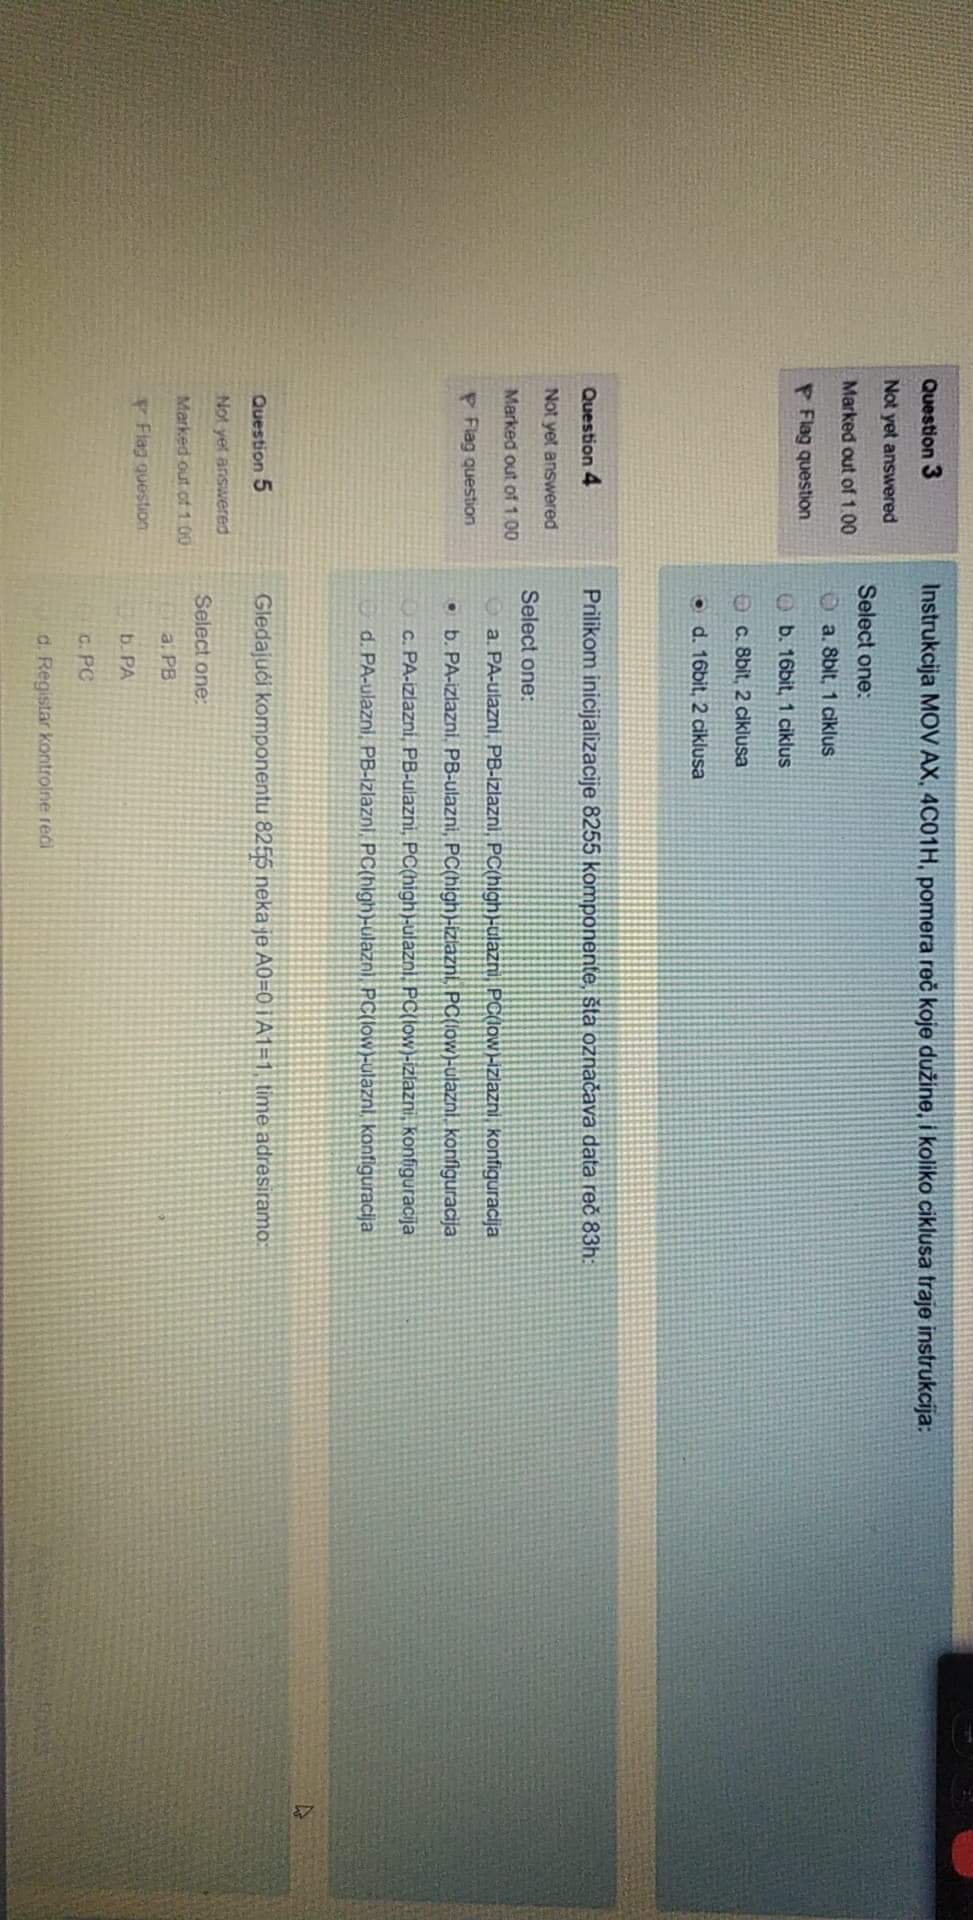 Question 3
Not yet answered
Marked out of 1.00
Flag question
Instrukcija MOV AX, 4C01H, pomera reč koje dužine, i koliko ciklusa traje instrukcija:
Select one:
a. 8bit, 1 ciklus
b. 16bit, 1 ciklus
c. 8bit, 2 ciklusa
d. 16bit, 2 ciklusa
Question 4
Not yet answered
Marked out of 1.00
Flag question
Prilikom inicijalizacije 8255 komponente, šta označava data reč 83h:
Select one:
a. PA-ulazni, PB-izlazni, PC(high)-ulazni, PC(low)-izlazni, konfiguracija
b. PA-izlazni, PB-ulazni, PC(high)-izlazni, PC(low)-ulazni, konfiguracija
c. PA-izlazni, PB-ulazni, PC(high)-ulazni, PC(low)-izlazni, konfiguracija
d. PA-ulazni, PB-izlazni, PC(high)-ulazni, PC(low)-ulazni, konfiguracija
Question 5
Not yet answered
Marked out of 1.00
Flag question
Gledajući komponentu 8255 neka je A0=0 i A1=1, time adresiramo:
Select one:
a. PB
b. PA
c. PC
d. Registar kontrolne reči